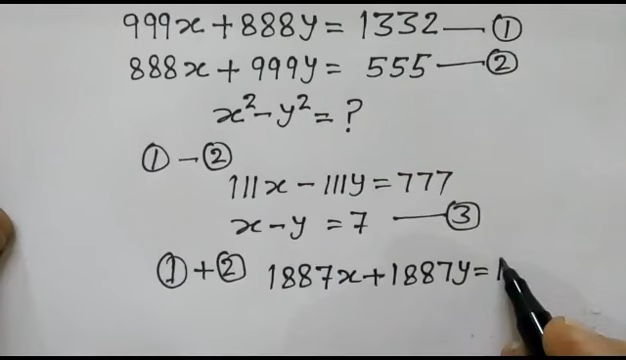 999x + 888y = 1332 — ①
888x + 999y = 555 — ②
x² - y² = ?
① - ②
111x - 111y = 777
x - y = 7 — ③
① + ② 1887x + 1887y = 1